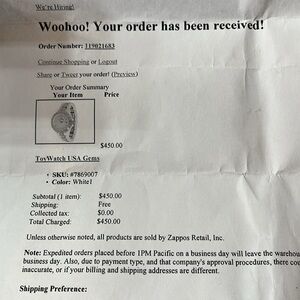 We're Hiring!
Woohoo! Your order has been received!
Order Number: 119021683
Continue Shopping or Logout
Share or Tweet your order! (Preview)
Your Order Summary
Your Item Price
$450.00
ToyWatch USA Gems
• SKU: #7869007
• Color: White1
Subtotal (1 item): $450.00
Shipping: Free
Collected tax: $0.00
Total Charged: $450.00
Unless otherwise noted, all products are sold by Zappos Retail, Inc.
Note: Expedited orders placed before 1PM Pacific on a business day will leave the warehou
business day. Also, due to payment type, and that company's approval procedures, there cou
inaccurate, or if your billing and shipping addresses are different.
Shipping Preference: